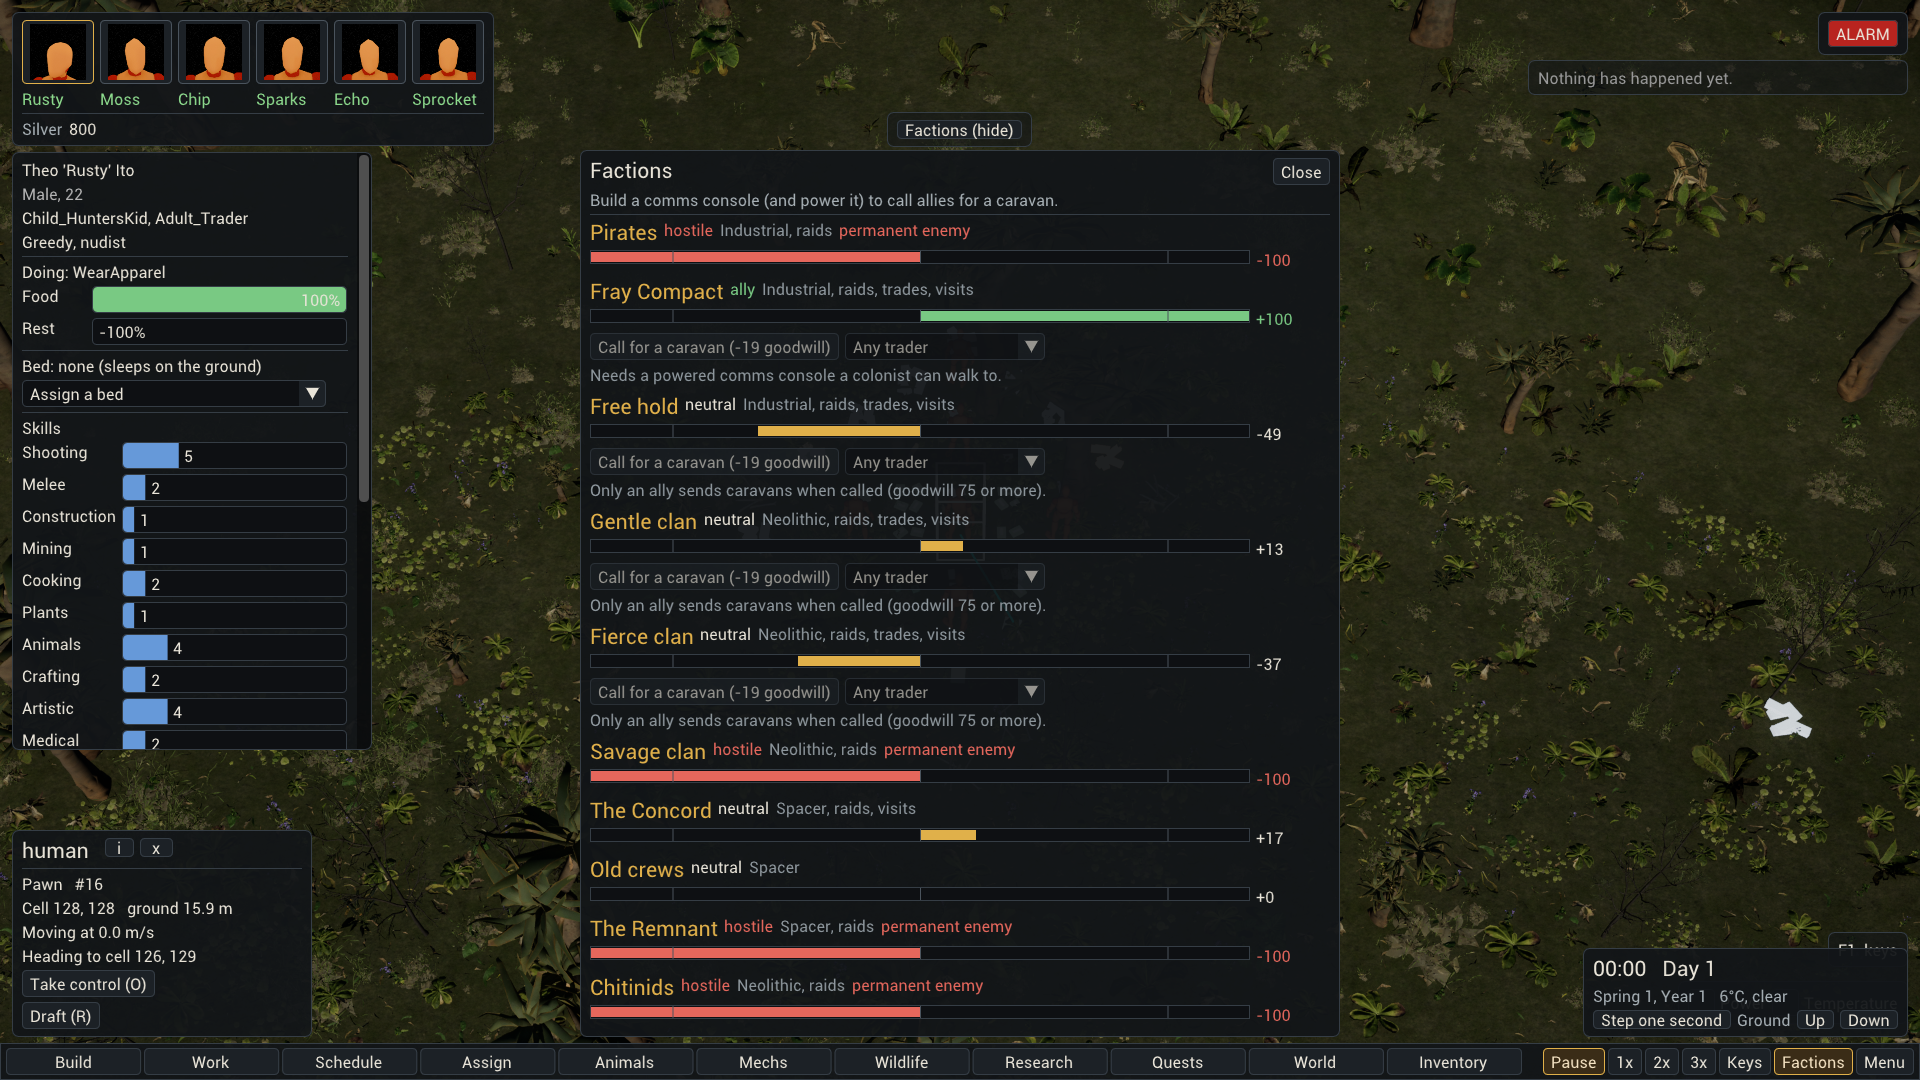 Rusty Moss Chip Sparks Echo Sprocket
Silver 800
ALARM
Nothing has happened yet.
Factions (hide)
Theo 'Rusty' Ito
Male, 22
Child_HuntersKid, Adult_Trader
Greedy, nudist
Doing: WearApparel
Food 100%
Rest -100%
Bed: none (sleeps on the ground)
Assign a bed
Skills
Shooting 5
Melee 2
Construction 1
Mining 1
Cooking 2
Plants 1
Animals 4
Crafting 2
Artistic 4
Medical 2
Factions Close
Build a comms console (and power it) to call allies for a caravan.
Pirates hostile Industrial, raids permanent enemy
-100
Fray Compact ally Industrial, raids, trades, visits
+100
Call for a caravan (-19 goodwill) Any trader
Needs a powered comms console a colonist can walk to.
Free hold neutral Industrial, raids, trades, visits
-49
Call for a caravan (-19 goodwill) Any trader
Only an ally sends caravans when called (goodwill 75 or more).
Gentle clan neutral Neolithic, raids, trades, visits
+13
Call for a caravan (-19 goodwill) Any trader
Only an ally sends caravans when called (goodwill 75 or more).
Fierce clan neutral Neolithic, raids, trades, visits
-37
Call for a caravan (-19 goodwill) Any trader
Only an ally sends caravans when called (goodwill 75 or more).
Savage clan hostile Neolithic, raids permanent enemy
-100
The Concord neutral Spacer, raids, visits
+17
Old crews neutral Spacer
+0
The Remnant hostile Spacer, raids permanent enemy
-100
Chitinids hostile Neolithic, raids permanent enemy
-100
human i x
Pawn #16
Cell 128, 128 ground 15.9 m
Moving at 0.0 m/s
Heading to cell 126, 129
Take control (O)
Draft (R)
F1 keys
00:00 Day 1
Spring 1, Year 1 6°C, clear
Temperature
Step one second Ground Up Down
Build Work Schedule Assign Animals Mechs Wildlife Research Quests World Inventory Pause 1x 2x 3x Keys Factions Menu